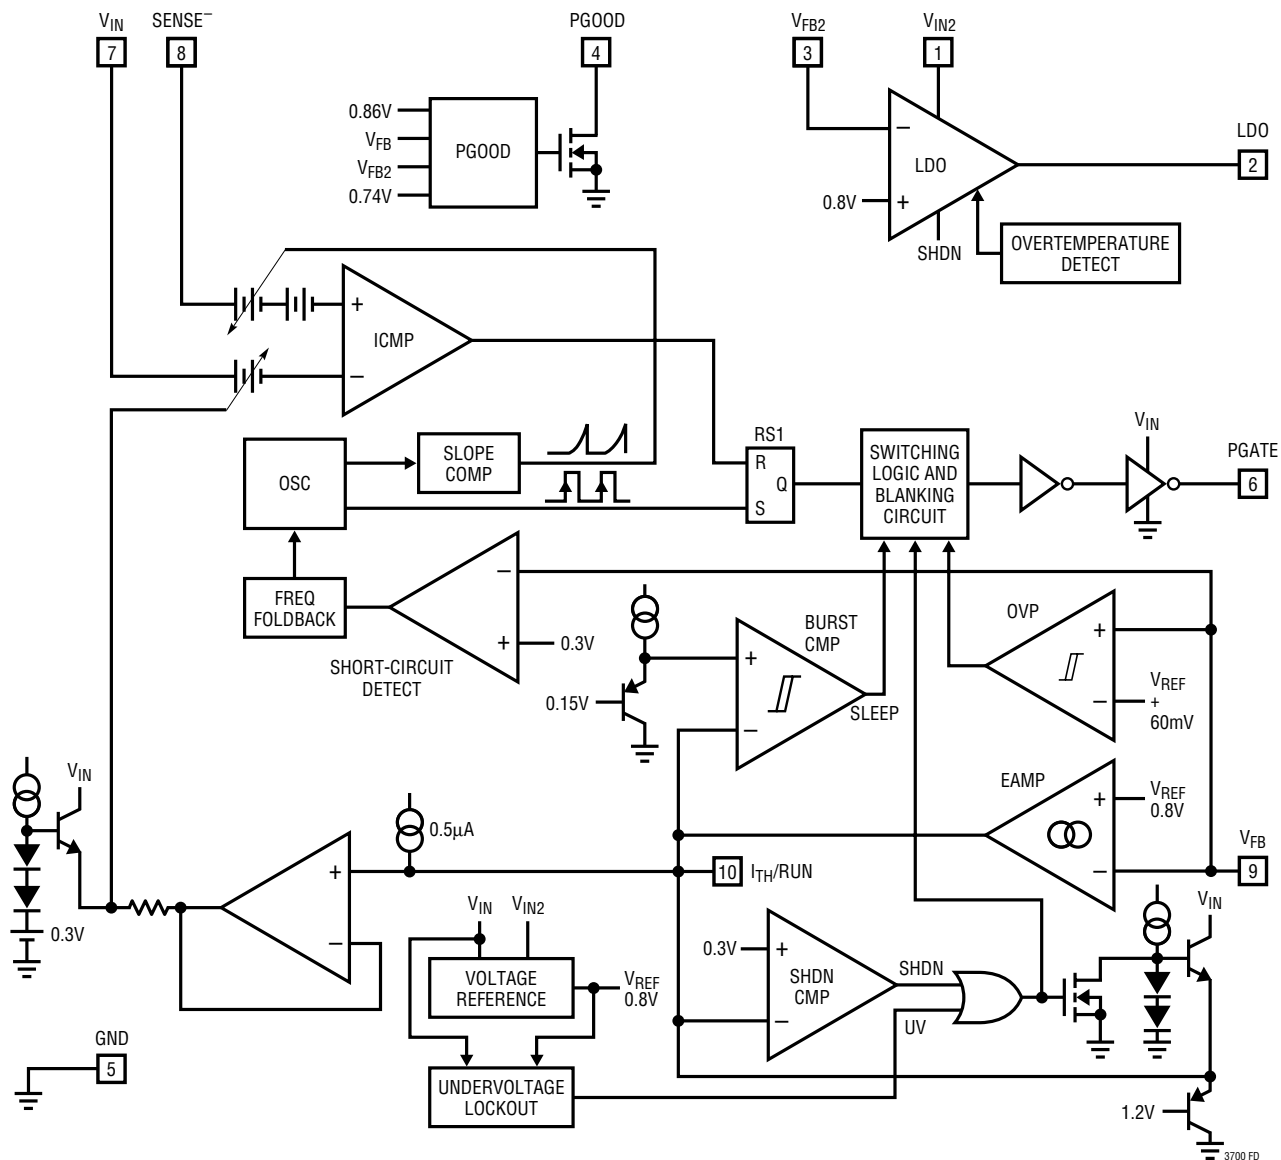 VIN
SENSE−
PGOOD
VFB2
VIN2
7
8
4
3
1
0.86V
VFB
VFB2
0.74V
PGOOD
−
LDO
+
0.8V
SHDN
LDO
2
OVERTEMPERATURE
DETECT
+
ICMP
−
OSC
SLOPE
COMP
RS1
R
Q
S
SWITCHING
LOGIC AND
BLANKING
CIRCUIT
VIN
PGATE
6
FREQ
FOLDBACK
−
+
0.3V
SHORT-CIRCUIT
DETECT
0.15V
BURST
CMP
+
−
SLEEP
OVP
+
−
VREF
+
60mV
EAMP
+
−
VREF
0.8V
VFB
9
VIN
0.3V
+
−
0.5µA
10
ITH/RUN
VIN
VIN2
VOLTAGE
REFERENCE
VREF
0.8V
UNDERVOLTAGE
LOCKOUT
0.3V
+
SHDN
CMP
−
SHDN
UV
VIN
1.2V
GND
5
3700 FD